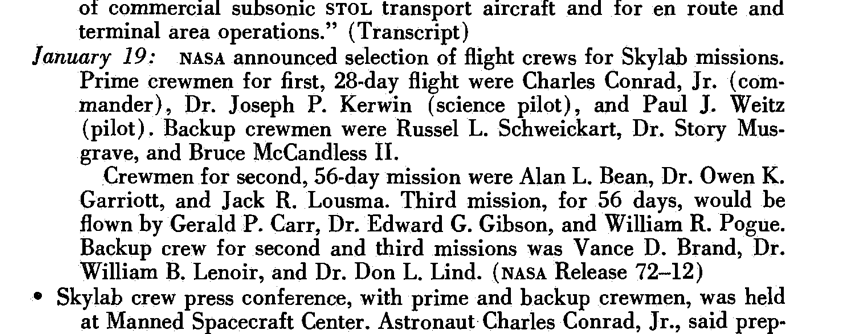 of commercial subsonic STOL transport aircraft and for en route and
terminal area operations.” (Transcript)
January 19: NASA announced selection of flight crews for Skylab missions.
Prime crewmen for first, 28-day flight were Charles Conrad, Jr. (com-
mander), Dr. Joseph P. Kerwin (science pilot), and Paul J. Weitz
(pilot). Backup crewmen were Russel L. Schweickart, Dr. Story Mus-
grave, and Bruce McCandless II.
Crewmen for second, 56-day mission were Alan L. Bean, Dr. Owen K.
Garriott, and Jack R. Lousma. Third mission, for 56 days, would be
flown by Gerald P. Carr, Dr. Edward G. Gibson, and William R. Pogue.
Backup crew for second and third missions was Vance D. Brand, Dr.
William B. Lenoir, and Dr. Don L. Lind. (NASA Release 72–12)
• Skylab crew press conference, with prime and backup crewmen, was held
at Manned Spacecraft Center. Astronaut Charles Conrad, Jr., said prep-